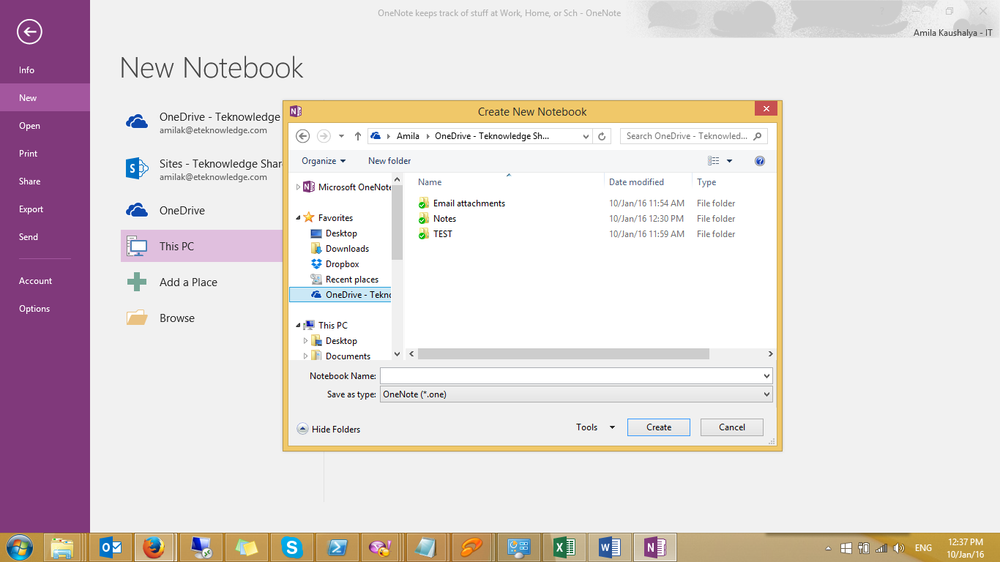 OneNote keeps track of stuff at Work, Home, or Sch - OneNote
Amila Kaushalya - IT
Info
New
Open
Print
Share
Export
Send
Account
Options
New Notebook
OneDrive - Teknowledge
amilak@eteknowledge.com
Sites - Teknowledge Shar
amilak@eteknowledge.com
OneDrive
This PC
Add a Place
Browse
Create New Notebook
Amila OneDrive - Teknowledge Sh... Search OneDrive - Teknowled...
Organize New folder
Microsoft OneNote
Favorites
Desktop
Downloads
Dropbox
Recent places
OneDrive - Tekno
This PC
Desktop
Documents
Name Date modified Type
Email attachments 10/Jan/16 11:54 AM File folder
Notes 10/Jan/16 12:30 PM File folder
TEST 10/Jan/16 11:59 AM File folder
Notebook Name:
Save as type: OneNote (*.one)
Hide Folders Tools Create Cancel
ENG
12:37 PM
10/Jan/16